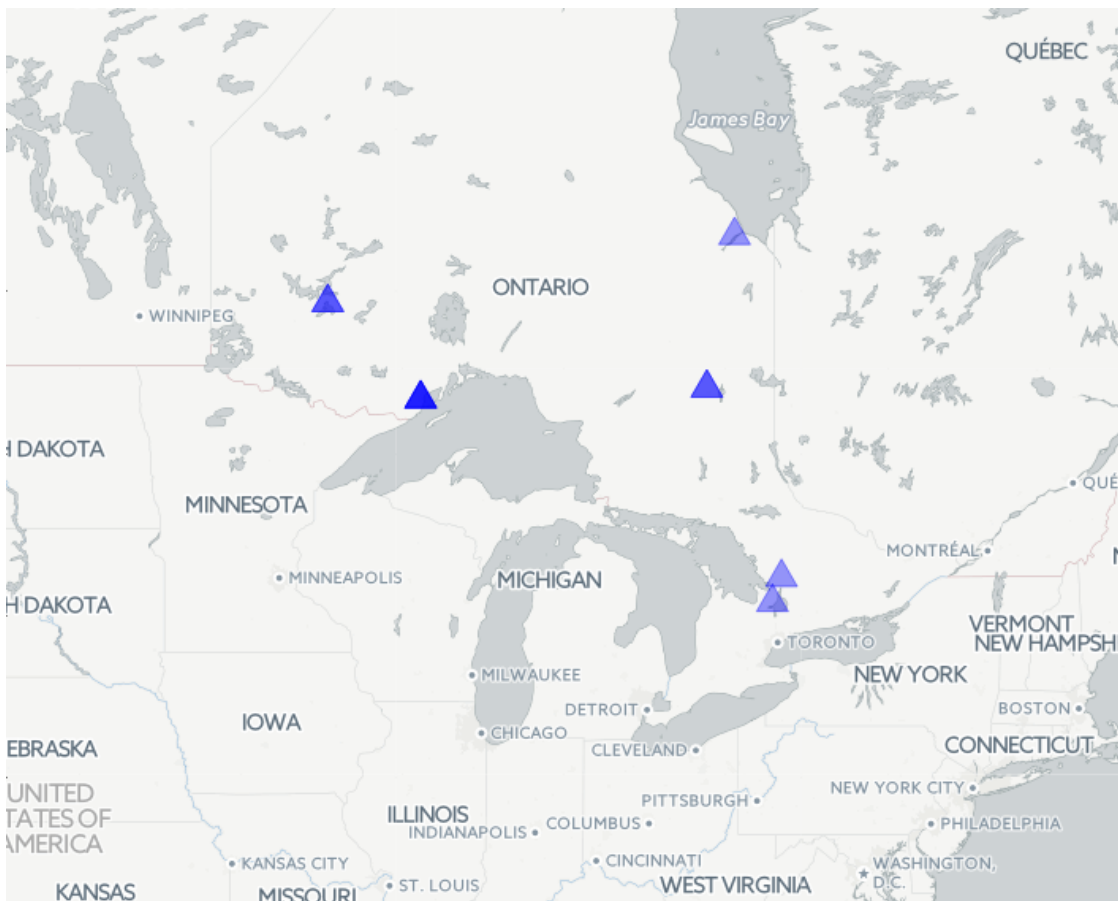 QUÉBEC
James Bay
ONTARIO
WINNIPEG
H DAKOTA
MINNESOTA
QUÉ
MONTRÉAL
MINNEAPOLIS
MICHIGAN
H DAKOTA
VERMONT
NEW HAMPSH
TORONTO
MILWAUKEE
NEW YORK
DETROIT
BOSTON
IOWA
CHICAGO
CLEVELAND
CONNECTICUT
EBRASKA
UNITED
TATES OF
AMERICA
NEW YORK CITY
PITTSBURGH
ILLINOIS
INDIANAPOLIS
COLUMBUS
PHILADELPHIA
KANSAS CITY
CINCINNATI
WASHINGTON,
D.C.
ST. LOUIS
WEST VIRGINIA
KANSAS
MISSOURI